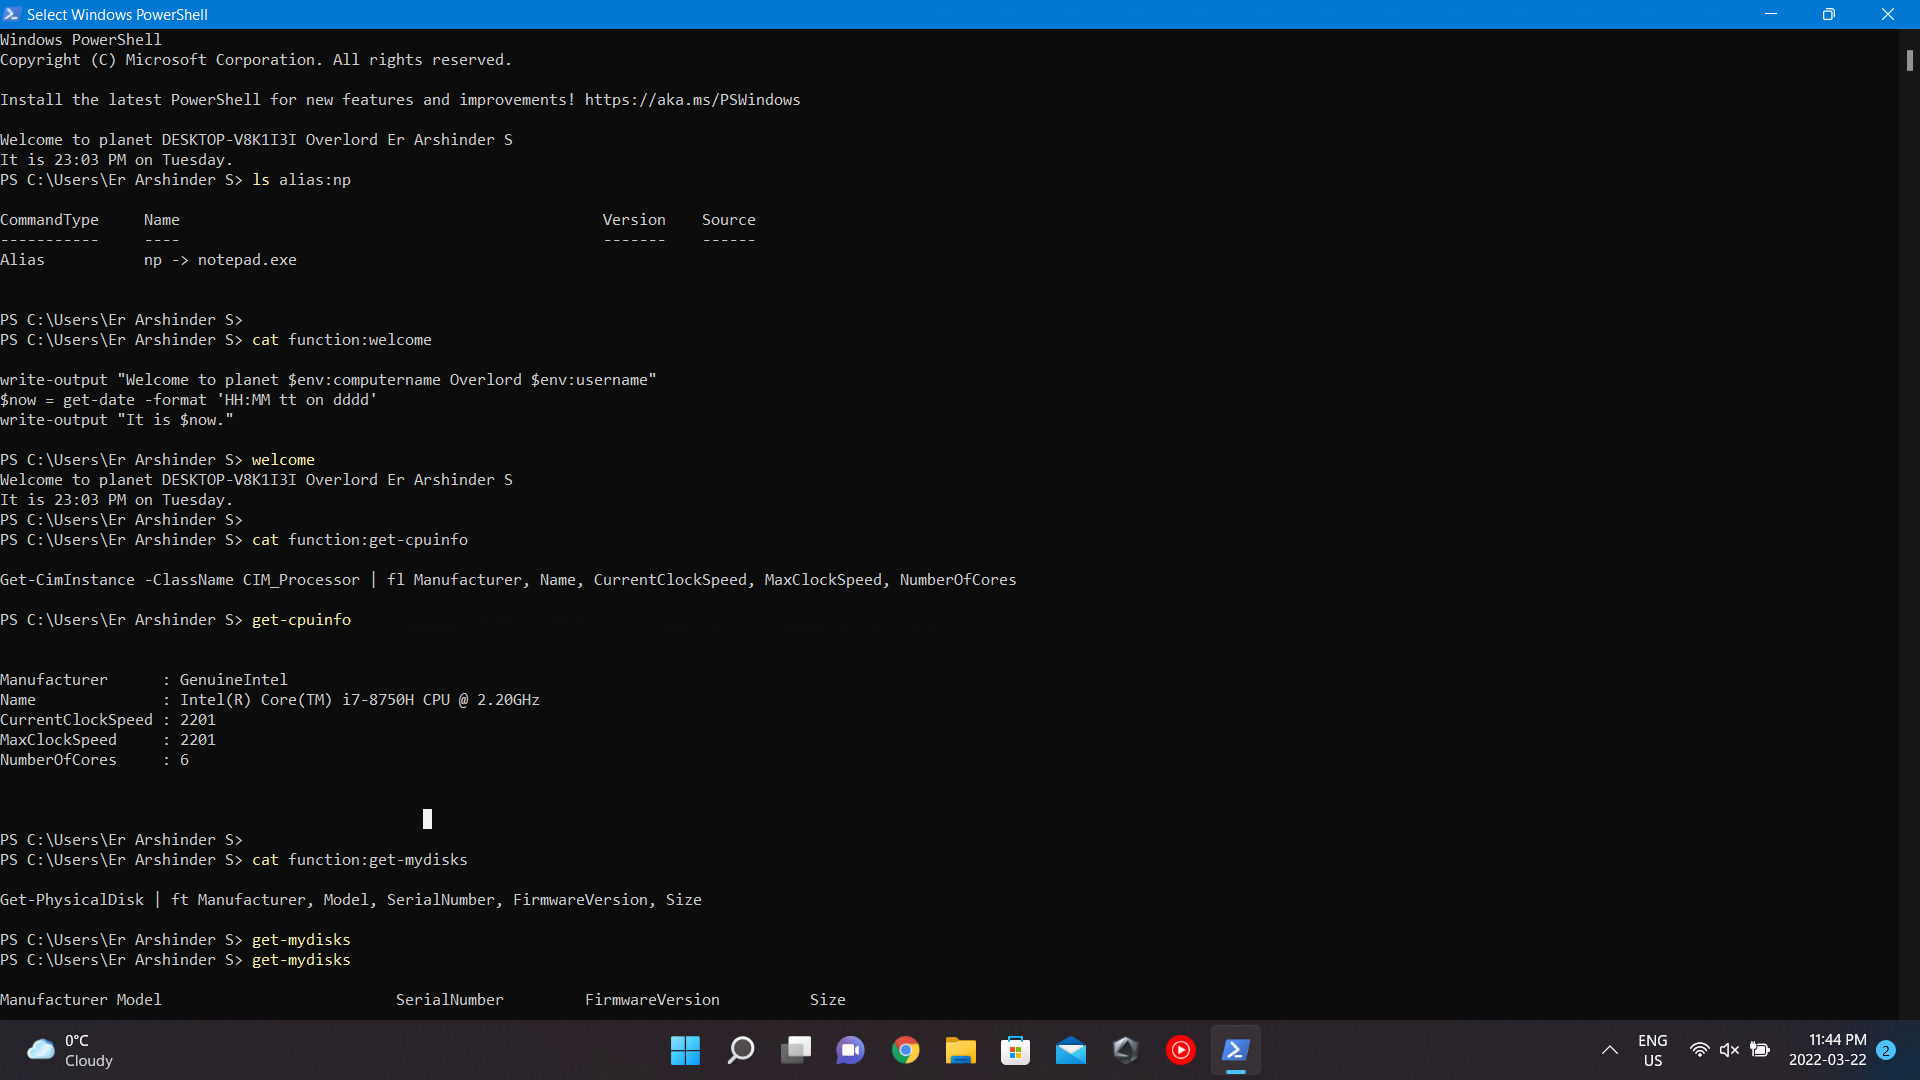 Select Windows PowerShell
Windows PowerShell
Copyright (C) Microsoft Corporation. All rights reserved.
Install the latest PowerShell for new features and improvements! https://aka.ms/PSWindows
Welcome to planet DESKTOP-V8K1I3I Overlord Er Arshinder S
It is 23:03 PM on Tuesday.
PS C:\Users\Er Arshinder S> ls alias:np
CommandType     Name                                               Version    Source
-----------     ----                                               -------    ------
Alias           np -> notepad.exe
PS C:\Users\Er Arshinder S>
PS C:\Users\Er Arshinder S> cat function:welcome
write-output "Welcome to planet $env:computername Overlord $env:username"
$now = get-date -format 'HH:MM tt on dddd'
write-output "It is $now."
PS C:\Users\Er Arshinder S> welcome
Welcome to planet DESKTOP-V8K1I3I Overlord Er Arshinder S
It is 23:03 PM on Tuesday.
PS C:\Users\Er Arshinder S>
PS C:\Users\Er Arshinder S> cat function:get-cpuinfo
Get-CimInstance -ClassName CIM_Processor | fl Manufacturer, Name, CurrentClockSpeed, MaxClockSpeed, NumberOfCores
PS C:\Users\Er Arshinder S> get-cpuinfo
Manufacturer      : GenuineIntel
Name              : Intel(R) Core(TM) i7-8750H CPU @ 2.20GHz
CurrentClockSpeed : 2201
MaxClockSpeed     : 2201
NumberOfCores     : 6
PS C:\Users\Er Arshinder S>
PS C:\Users\Er Arshinder S> cat function:get-mydisks
Get-PhysicalDisk | ft Manufacturer, Model, SerialNumber, FirmwareVersion, Size
PS C:\Users\Er Arshinder S> get-mydisks
PS C:\Users\Er Arshinder S> get-mydisks
Manufacturer Model                          SerialNumber         FirmwareVersion          Size
0°C
Cloudy
ENG
US
11:44 PM
2022-03-22
2